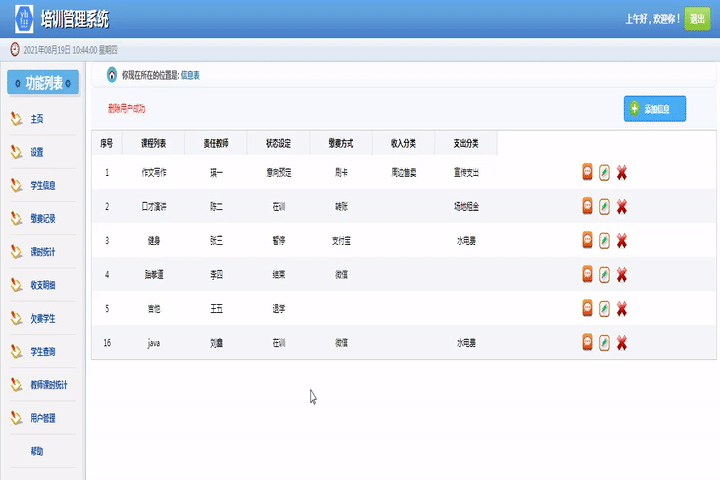 培训管理系统
上午好，欢迎你！ 退出
2021年08月19日 10:44:00 星期四
功能列表
你现在所在的位置是: 信息表
主页
设置
学生信息
缴费记录
课时统计
收支明细
欠费学生
学生查询
教师课时统计
用户管理
帮助
删除用户成功
添加信息
序号 课程列表 责任教师 状态设定 缴费方式 收入分类 支出分类
1 作文写作 琪一 意向预定 刷卡 周边售卖 宣传支出
2 口才演讲 陈二 在训 转账 场地租金
3 健身 张三 暂停 支付宝 水电费
4 跆拳道 李四 结束 微信
5 吉他 王五 退学
16 java 刘鑫 在训 微信 水电费